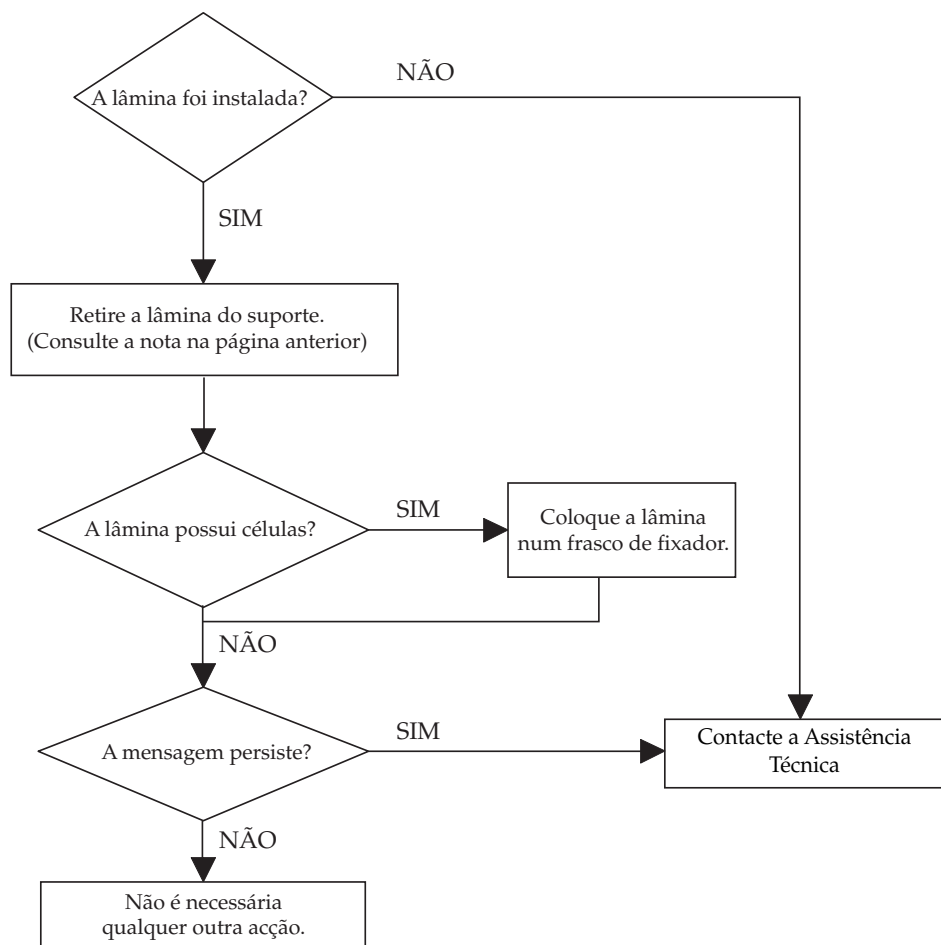 NÃO
A lâmina foi instalada?
SIM
Retire a lâmina do suporte.
(Consulte a nota na página anterior)
SIM
A lâmina possui células?
Coloque a lâmina
num frasco de fixador.
NÃO
A mensagem persiste?
SIM
Contacte a Assistência
Técnica
NÃO
Não é necessária
qualquer outra acção.